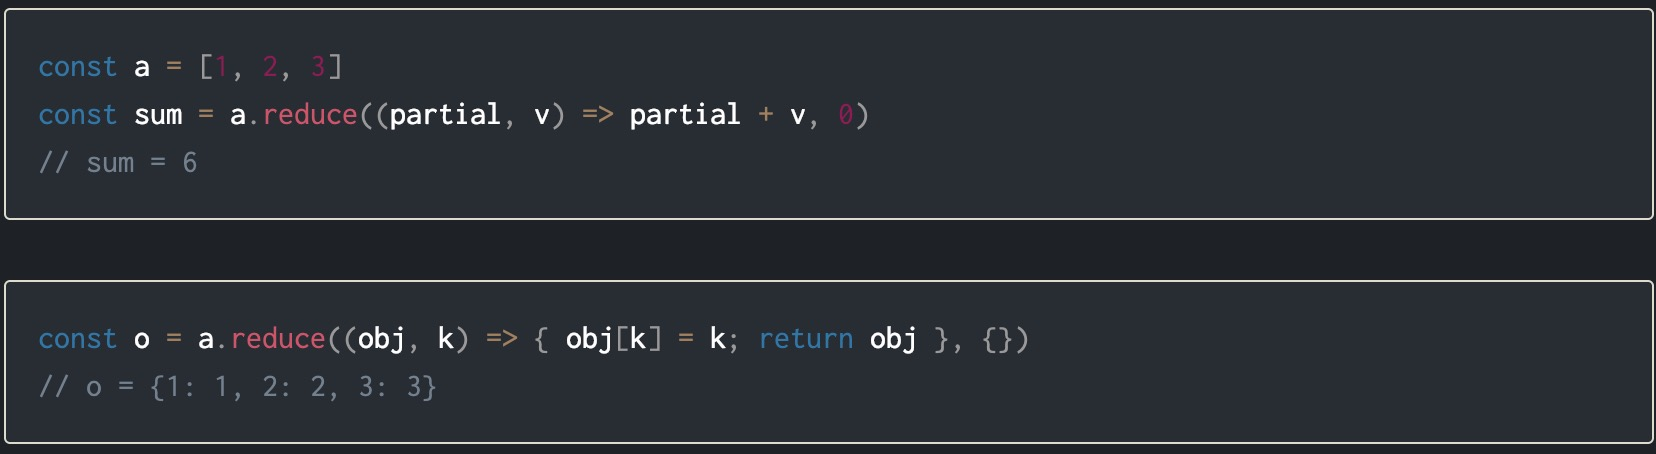 const a = [1, 2, 3]
const sum = a.reduce((partial, v) => partial + v, 0)
// sum = 6
const o = a.reduce((obj, k) => { obj[k] = k; return obj }, {})
// o = {1: 1, 2: 2, 3: 3}